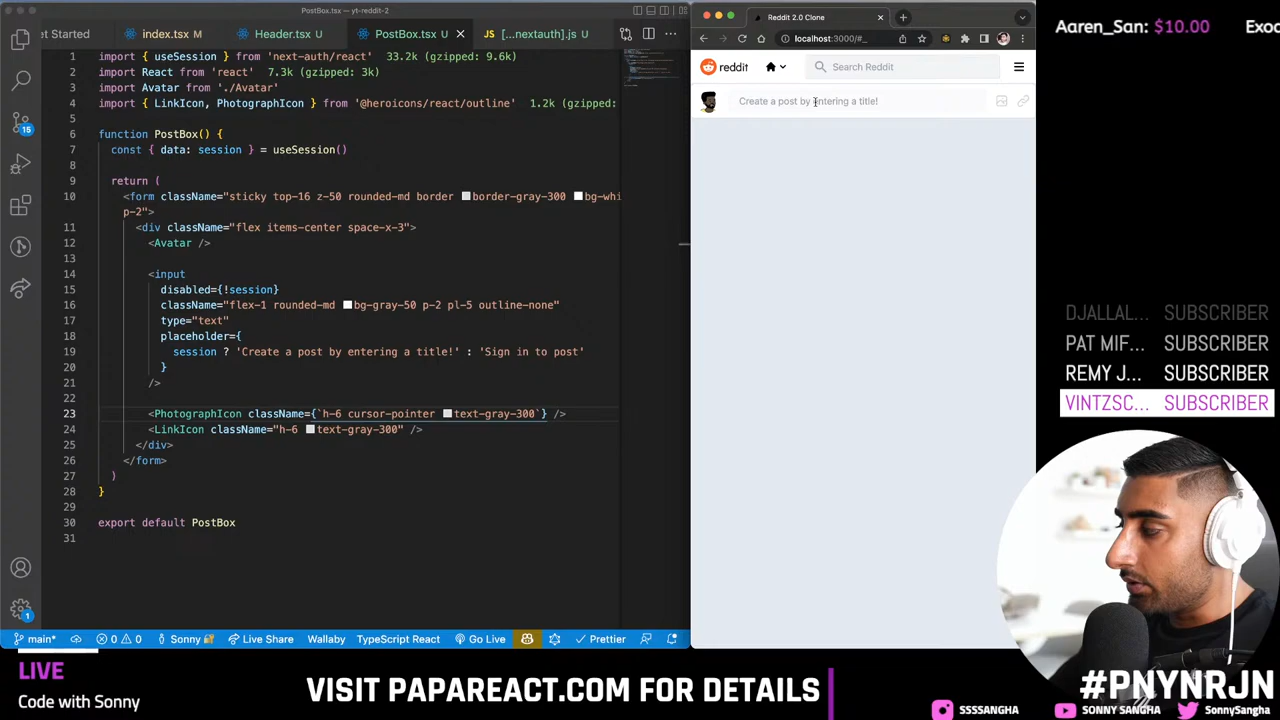 PostBox.tsx — yt-reddit-2
et Started
index.tsx M
Header.tsx U
PostBox.tsx U
[...nextauth].js U
1 import { useSession } from 'next-auth/react' 33.2k (gzipped: 9.6k)
2 import React from 'react' 7.3k (gzipped: 3k)
3 import Avatar from './Avatar'
4 import { LinkIcon, PhotographIcon } from '@heroicons/react/outline' 1.2k (gzipped:
5
6 function PostBox() {
7 const { data: session } = useSession()
8
9 return (
10 <form className="sticky top-16 z-50 rounded-md border border-gray-300 bg-whi
p-2">
11 <div className="flex items-center space-x-3">
12 <Avatar />
13
14 <input
15 disabled={!session}
16 className="flex-1 rounded-md bg-gray-50 p-2 pl-5 outline-none"
17 type="text"
18 placeholder={
19 session ? 'Create a post by entering a title!' : 'Sign in to post'
20 }
21 />
22
23 <PhotographIcon className={`h-6 cursor-pointer text-gray-300`} />
24 <LinkIcon className="h-6 text-gray-300" />
25 </div>
26 </form>
27 )
28 }
29
30 export default PostBox
31
15
1
main*
0 0
Sonny
Live Share
Wallaby
TypeScript React
Go Live
Prettier
Reddit 2.0 Clone
localhost:3000/#_
reddit
Search Reddit
Create a post by entering a title!
Aaren_San: $10.00 Exoc
DJALLAL... SUBSCRIBER
PAT MIF... SUBSCRIBER
REMY J... SUBSCRIBER
VINTZSC... SUBSCRIBER
LIVE
Code with Sonny
VISIT PAPAREACT.COM FOR DETAILS
#PNYNRJN
SSSSANGHA
SONNY SANGHA
SonnySangha